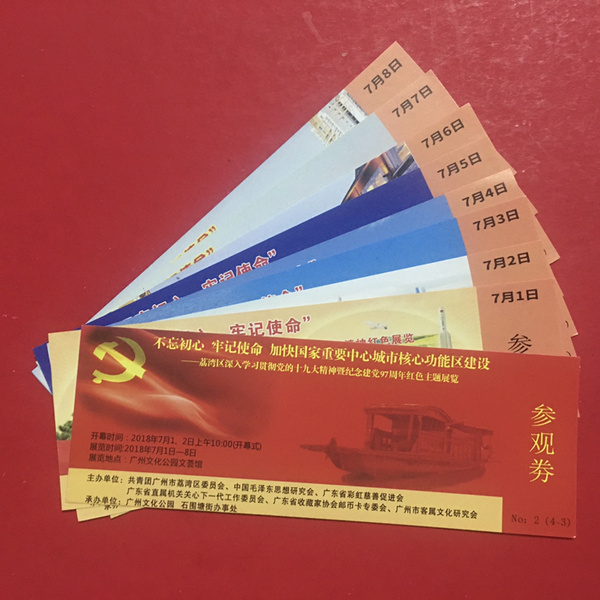 7月8日
7月7日
7月6日
7月5日
7月4日
7月3日
7月2日
7月1日
牢记使命”
牢记使命”
参
不忘初心 牢记使命 加快国家重要中心城市核心功能区建设
——荔湾区深入学习贯彻党的十九大精神暨纪念建党97周年红色主题展览
开幕时间：2018年7月1、2日上午10:00(开幕式)
展览时间:2018年7月1日—8日
展览地点：广州文化公园文荟馆
主办单位：共青团广州市荔湾区委员会、中国毛泽东思想研究会、广东省彩虹慈善促进会
广东省直属机关关心下一代工作委员会、广东省收藏家协会邮币卡专委会、广州市客属文化研究会
承办单位：广州文化公园 石围塘街办事处
参观券
No: 2 (4-3)